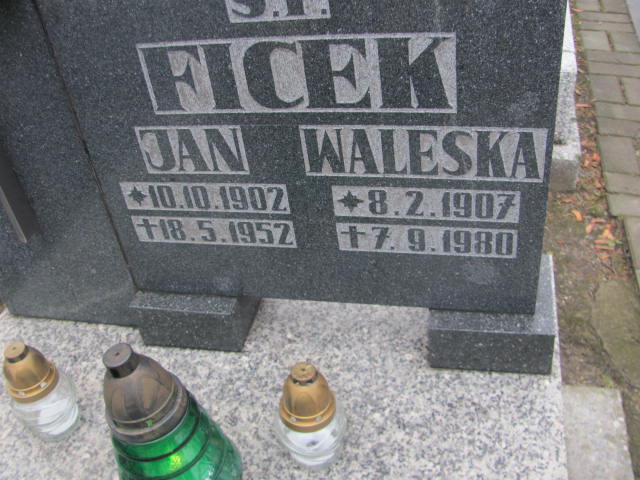 Ś.P.
FICEK
JAN WALESKA
*10.10.1902 *8.2.1907
†18.5.1952 †7.9.1980